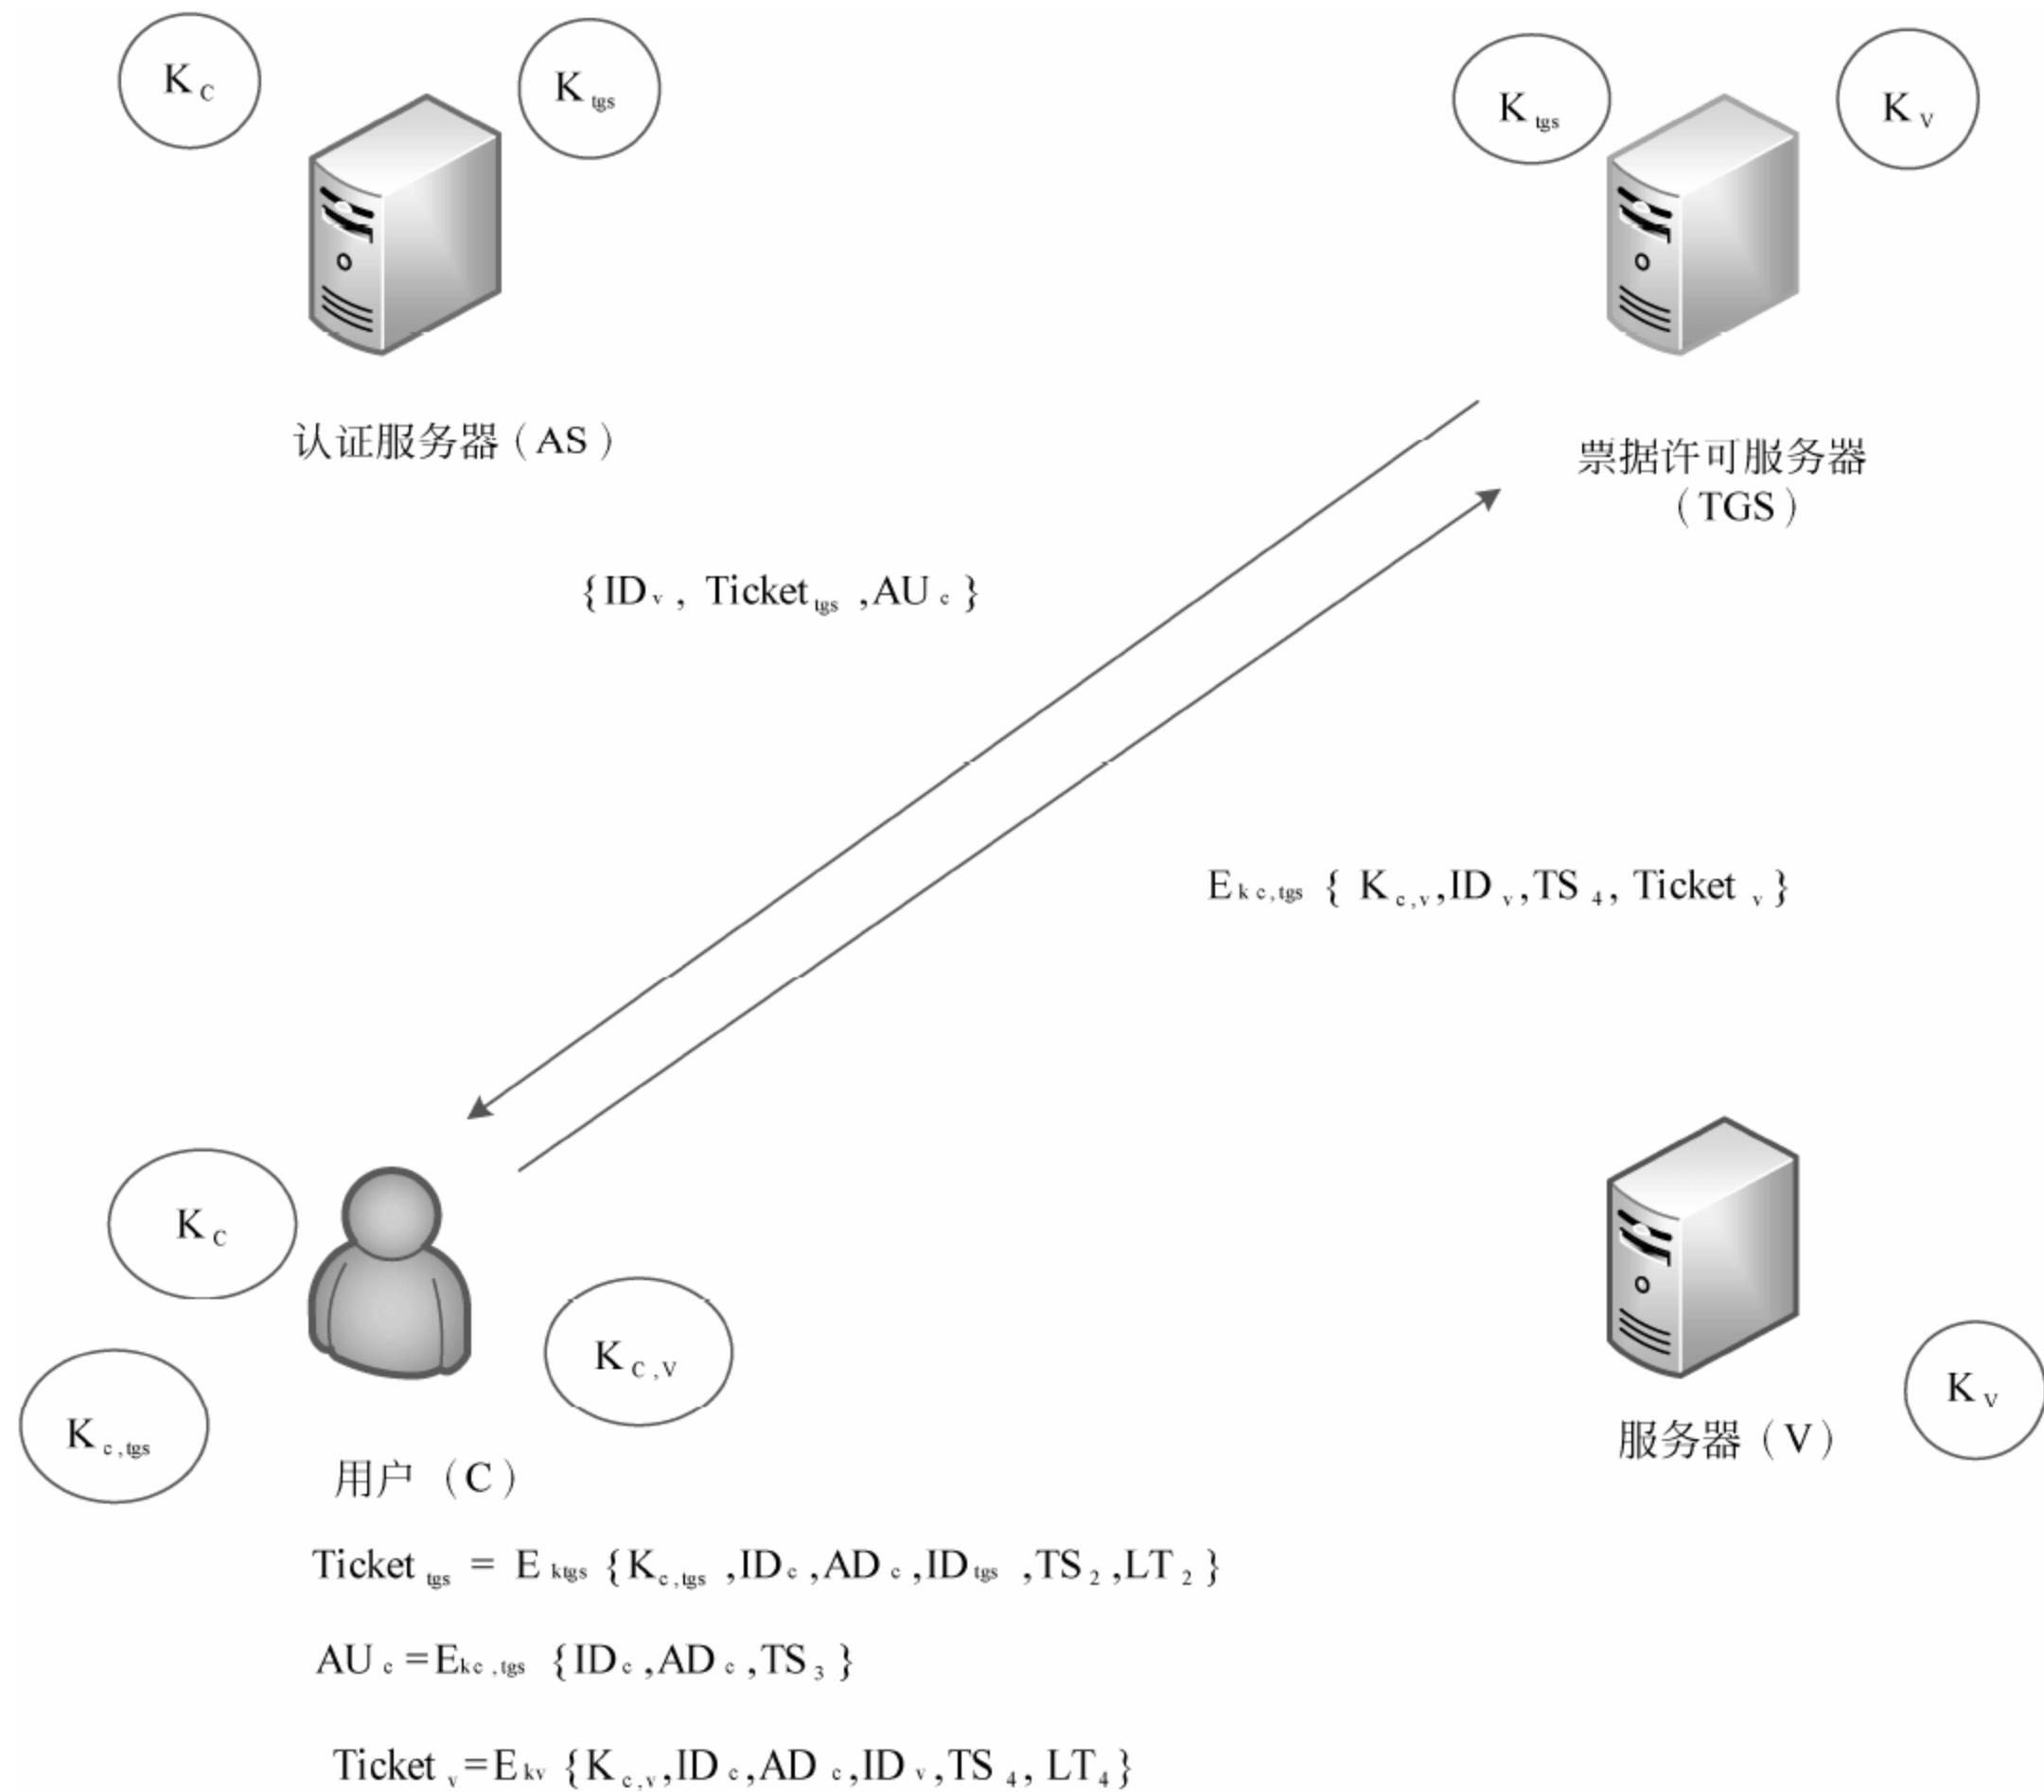 K C
K tgs
K tgs
K V
认证服务器（AS）
票据许可服务器
（TGS）
{ID v , Ticket tgs ,AU c }
E k c,tgs { K c,v,ID v,TS 4, Ticket v }
K C
K C,V
K c,tgs
K V
用户（C）
服务器（V）
Ticket tgs = E ktgs {K c,tgs ,ID c ,AD c ,ID tgs ,TS 2 ,LT 2 }
AU c =E kc,tgs {ID c ,AD c ,TS 3 }
Ticket v =E kv {K c,v,ID c ,AD c,ID v ,TS 4, LT 4}